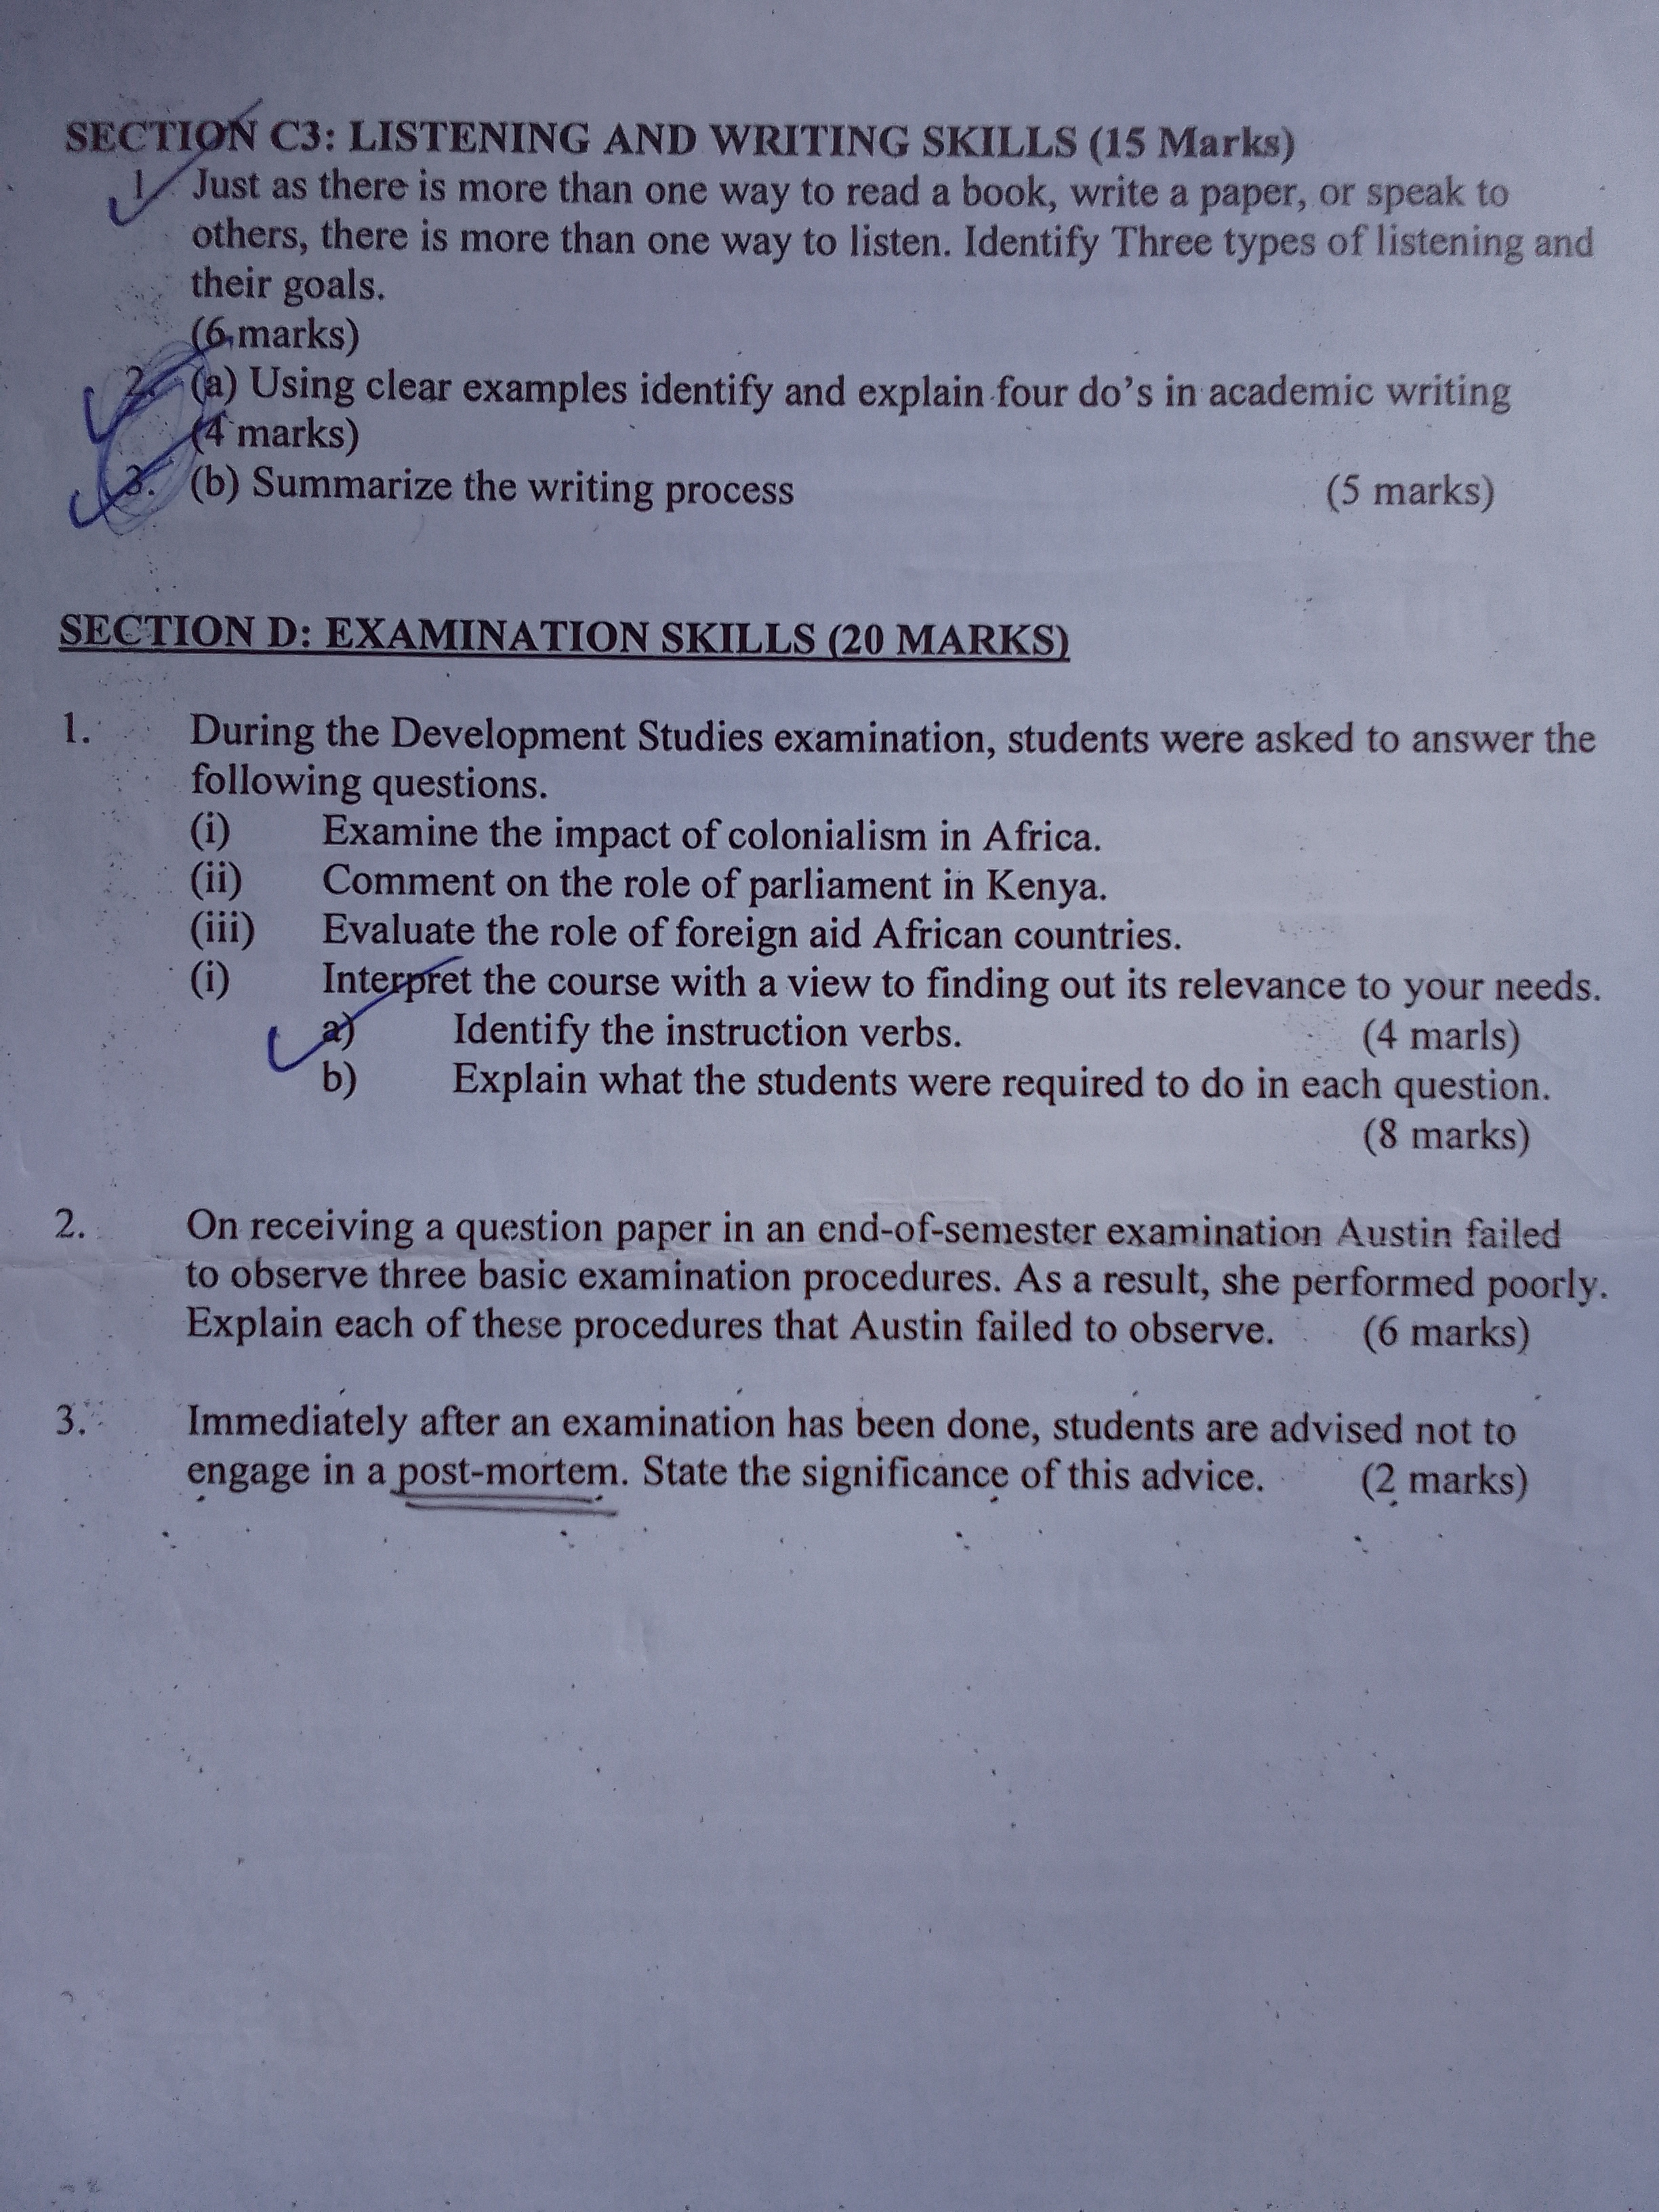 SECTION C3: LISTENING AND WRITING SKILLS (15 Marks)
1. Just as there is more than one way to read a book, write a paper, or speak to
others, there is more than one way to listen. Identify Three types of listening and
their goals.
(6 marks)
2. (a) Using clear examples identify and explain four do's in academic writing
(4 marks)
3. (b) Summarize the writing process (5 marks)
SECTION D: EXAMINATION SKILLS (20 MARKS)
1. During the Development Studies examination, students were asked to answer the
following questions.
(i) Examine the impact of colonialism in Africa.
(ii) Comment on the role of parliament in Kenya.
(iii) Evaluate the role of foreign aid African countries.
(i) Interpret the course with a view to finding out its relevance to your needs.
a) Identify the instruction verbs. (4 marls)
b) Explain what the students were required to do in each question.
(8 marks)
2. On receiving a question paper in an end-of-semester examination Austin failed
to observe three basic examination procedures. As a result, she performed poorly.
Explain each of these procedures that Austin failed to observe. (6 marks)
3. Immediately after an examination has been done, students are advised not to
engage in a post-mortem. State the significance of this advice. (2 marks)